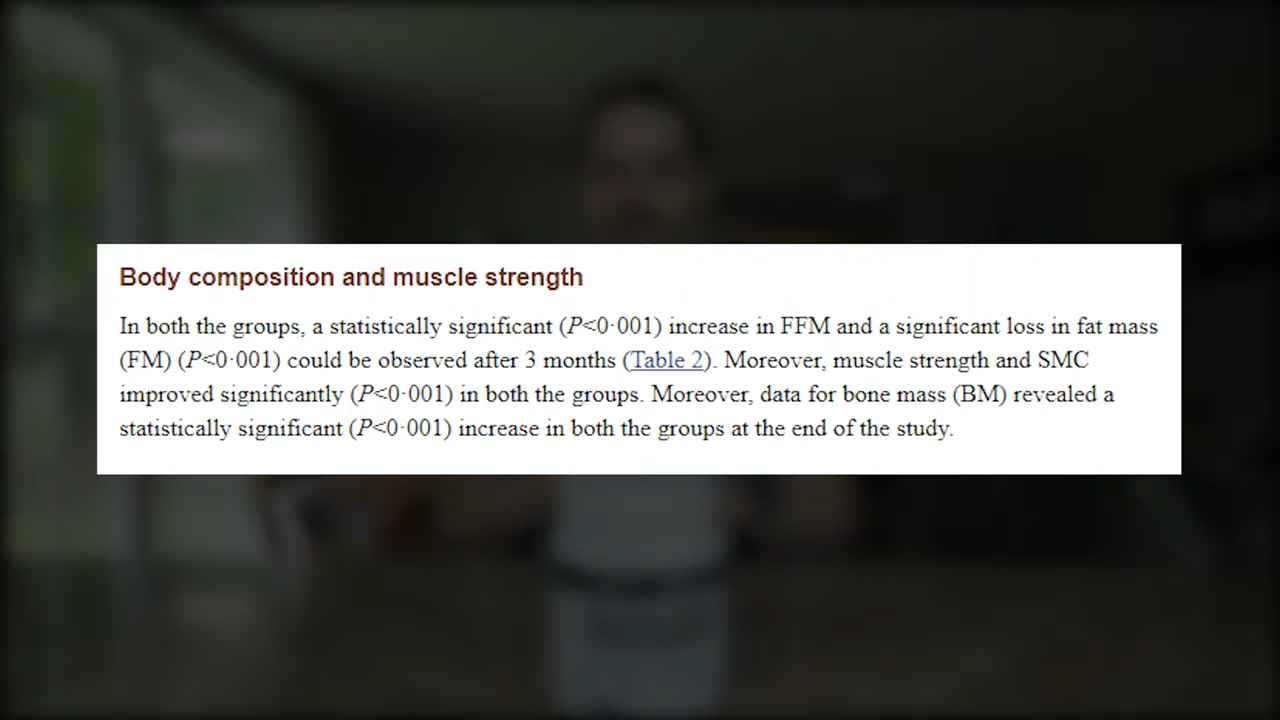 Body composition and muscle strength
In both the groups, a statistically significant (P<0·001) increase in FFM and a significant loss in fat mass
(FM) (P<0·001) could be observed after 3 months (Table 2). Moreover, muscle strength and SMC
improved significantly (P<0·001) in both the groups. Moreover, data for bone mass (BM) revealed a
statistically significant (P<0·001) increase in both the groups at the end of the study.